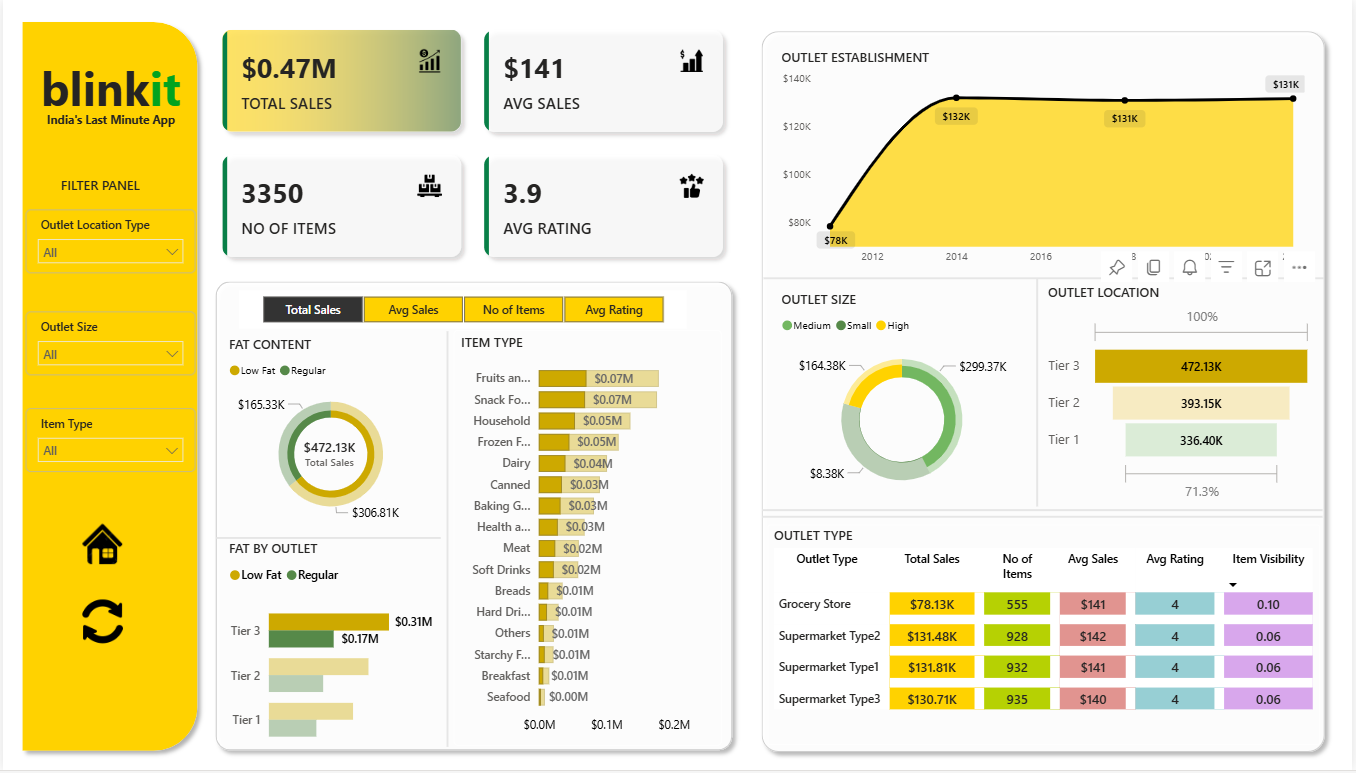 blinkit
India's Last Minute App
FILTER PANEL
Outlet Location Type
All
Outlet Size
All
Item Type
All
$0.47M
TOTAL SALES
$141
AVG SALES
3350
NO OF ITEMS
3.9
AVG RATING
Total Sales
Avg Sales
No of Items
Avg Rating
FAT CONTENT
Low Fat Regular
$165.33K
$472.13K
Total Sales
$306.81K
FAT BY OUTLET
Low Fat Regular
Tier 3
$0.31M
$0.17M
Tier 2
Tier 1
ITEM TYPE
Fruits an... $0.07M
Snack Fo... $0.07M
Household $0.05M
Frozen F... $0.05M
Dairy $0.04M
Canned $0.03M
Baking G... $0.03M
Health a... $0.03M
Meat $0.02M
Soft Drinks $0.02M
Breads $0.01M
Hard Dri... $0.01M
Others $0.01M
Starchy F... $0.01M
Breakfast $0.01M
Seafood $0.00M
$0.0M $0.1M $0.2M
OUTLET ESTABLISHMENT
$140K
$120K
$100K
$80K
$78K
$132K
$131K
$131K
2012 2014 2016
OUTLET SIZE
Medium Small High
$164.38K
$299.37K
$8.38K
OUTLET LOCATION
100%
Tier 3 472.13K
Tier 2 393.15K
Tier 1 336.40K
71.3%
OUTLET TYPE
Outlet Type Total Sales No of Items Avg Sales Avg Rating Item Visibility
Grocery Store $78.13K 555 $141 4 0.10
Supermarket Type2 $131.48K 928 $142 4 0.06
Supermarket Type1 $131.81K 932 $141 4 0.06
Supermarket Type3 $130.71K 935 $140 4 0.06